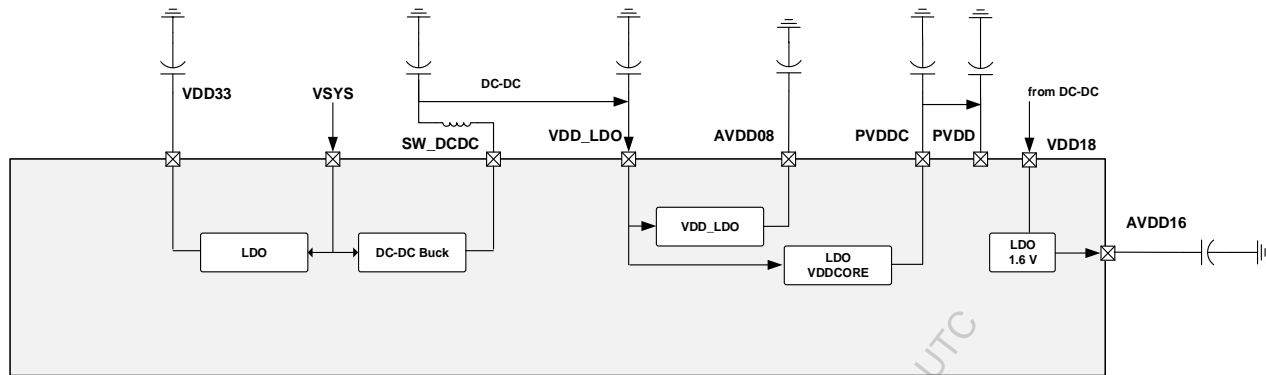 DC-DC
from DC-DC
VDD33
VSYS
SW_DCDC
VDD_LDO
AVDD08
PVDDC
PVDD
VDD18
AVDD16
LDO
DC-DC Buck
VDD_LDO
LDO
VDDCORE
LDO
1.6 V
UTC